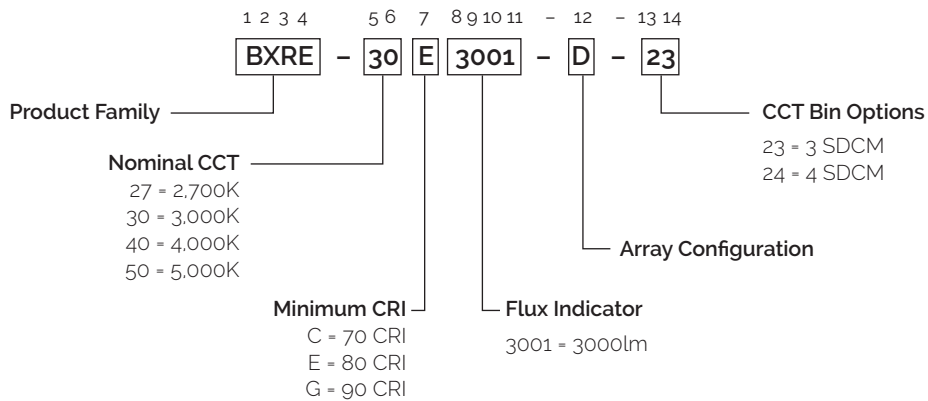 1 2 3 4 5 6 7 8 9 10 11 – 12 – 13 14
BXRE – 30 E 3001 – D – 23
Product Family
CCT Bin Options
23 = 3 SDCM
24 = 4 SDCM
Nominal CCT
27 = 2,700K
30 = 3,000K
40 = 4,000K
50 = 5,000K
Array Configuration
Minimum CRI
C = 70 CRI
E = 80 CRI
G = 90 CRI
Flux Indicator
3001 = 3000lm